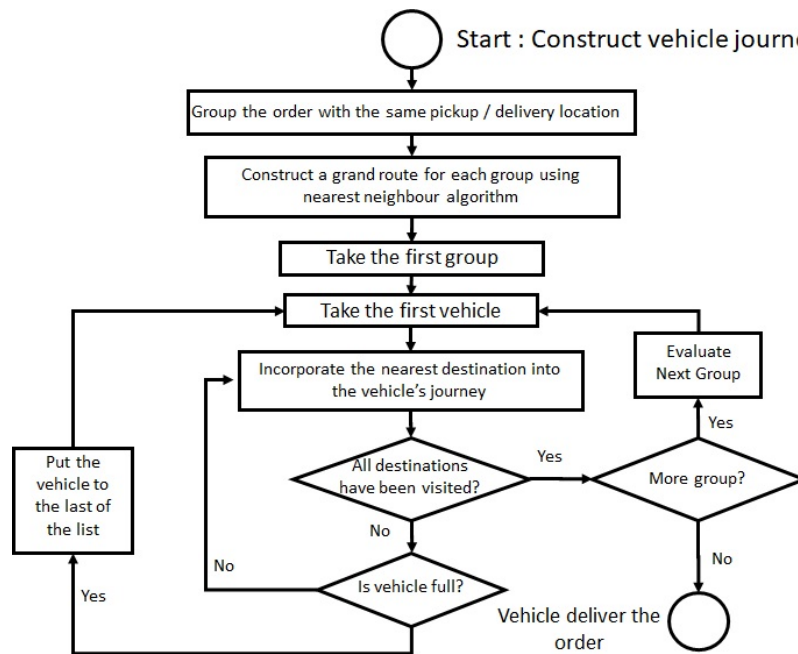 Start : Construct vehicle journe
Group the order with the same pickup / delivery location
Construct a grand route for each group using
nearest neighbour algorithm
Take the first group
Take the first vehicle
Incorporate the nearest destination into
the vehicle's journey
Evaluate
Next Group
Yes
All destinations
have been visited?
Yes
More group?
Put the
vehicle to
the last of
the list
No
No
No
Is vehicle full?
Yes
Vehicle deliver the
order